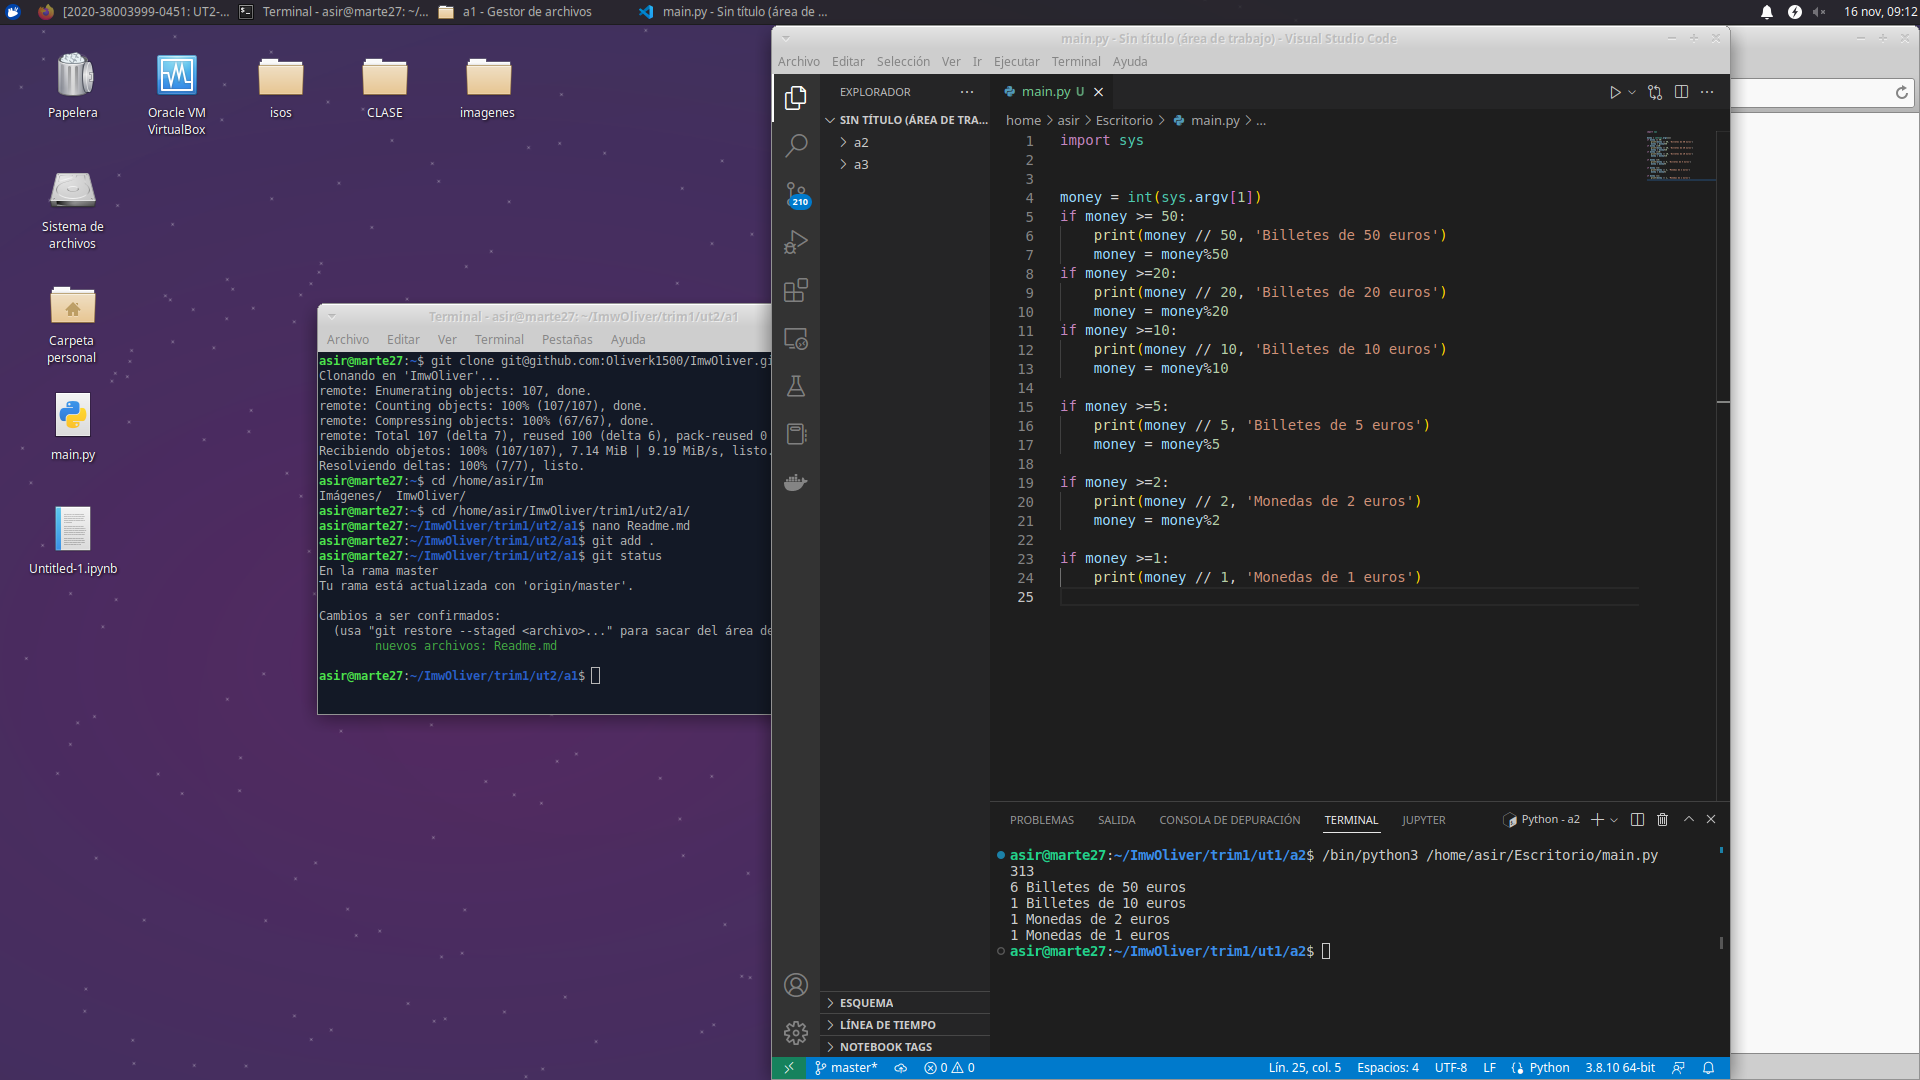 [2020-38003999-0451: UT2-...
Terminal - asir@marte27: ~/...
a1 - Gestor de archivos
main.py - Sin título (área de ...
16 nov, 09:12
Papelera
Oracle VM
VirtualBox
isos
CLASE
imagenes
Sistema de
archivos
Carpeta
personal
main.py
Untitled-1.ipynb
Terminal - asir@marte27: ~/ImwOliver/trim1/ut2/a1
Archivo Editar Ver Terminal Pestañas Ayuda
asir@marte27:~$ git clone git@github.com:Oliverk1500/ImwOliver.gi
Clonando en 'ImwOliver'...
remote: Enumerating objects: 107, done.
remote: Counting objects: 100% (107/107), done.
remote: Compressing objects: 100% (67/67), done.
remote: Total 107 (delta 7), reused 100 (delta 6), pack-reused 0
Recibiendo objetos: 100% (107/107), 7.14 MiB | 9.19 MiB/s, listo.
Resolviendo deltas: 100% (7/7), listo.
asir@marte27:~$ cd /home/asir/Im
Imágenes/  ImwOliver/
asir@marte27:~$ cd /home/asir/ImwOliver/trim1/ut2/a1/
asir@marte27:~/ImwOliver/trim1/ut2/a1$ nano Readme.md
asir@marte27:~/ImwOliver/trim1/ut2/a1$ git add .
asir@marte27:~/ImwOliver/trim1/ut2/a1$ git status
En la rama master
Tu rama está actualizada con 'origin/master'.
Cambios a ser confirmados:
(usa "git restore --staged <archivo>..." para sacar del área de
nuevos archivos: Readme.md
asir@marte27:~/ImwOliver/trim1/ut2/a1$
main.py - Sin título (área de trabajo) - Visual Studio Code
Archivo Editar Selección Ver Ir Ejecutar Terminal Ayuda
EXPLORADOR
SIN TÍTULO (ÁREA DE TRA...
a2
a3
210
ESQUEMA
LÍNEA DE TIEMPO
NOTEBOOK TAGS
main.py U
home > asir > Escritorio > main.py > ...
1 import sys
2
3
4 money = int(sys.argv[1])
5 if money >= 50:
6 print(money // 50, 'Billetes de 50 euros')
7 money = money%50
8 if money >=20:
9 print(money // 20, 'Billetes de 20 euros')
10 money = money%20
11 if money >=10:
12 print(money // 10, 'Billetes de 10 euros')
13 money = money%10
14
15 if money >=5:
16 print(money // 5, 'Billetes de 5 euros')
17 money = money%5
18
19 if money >=2:
20 print(money // 2, 'Monedas de 2 euros')
21 money = money%2
22
23 if money >=1:
24 print(money // 1, 'Monedas de 1 euros')
25
PROBLEMAS SALIDA CONSOLA DE DEPURACIÓN TERMINAL JUPYTER Python - a2
asir@marte27:~/ImwOliver/trim1/ut1/a2$ /bin/python3 /home/asir/Escritorio/main.py
313
6 Billetes de 50 euros
1 Billetes de 10 euros
1 Monedas de 2 euros
1 Monedas de 1 euros
asir@marte27:~/ImwOliver/trim1/ut1/a2$
master* 0 0 Lín. 25, col. 5 Espacios: 4 UTF-8 LF Python 3.8.10 64-bit